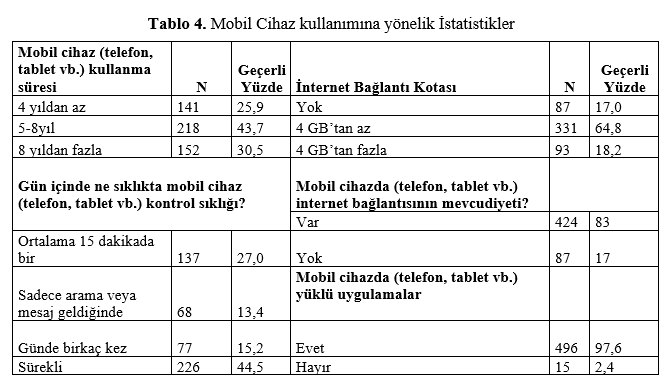 Tablo 4. Mobil Cihaz kullanımına yönelik İstatistikler
Mobil cihaz (telefon, tablet vb.) kullanma süresi N Geçerli Yüzde İnternet Bağlantı Kotası N Geçerli Yüzde
4 yıldan az 141 25,9 Yok 87 17,0
5-8yıl 218 43,7 4 GB’tan az 331 64,8
8 yıldan fazla 152 30,5 4 GB’tan fazla 93 18,2
Gün içinde ne sıklıkta mobil cihaz (telefon, tablet vb.) kontrol sıklığı? Mobil cihazda (telefon, tablet vb.) internet bağlantısının mevcudiyeti?
Var 424 83
Ortalama 15 dakikada bir 137 27,0 Yok 87 17
Sadece arama veya mesaj geldiğinde 68 13,4 Mobil cihazda (telefon, tablet vb.) yüklü uygulamalar
Günde birkaç kez 77 15,2 Evet 496 97,6
Sürekli 226 44,5 Hayır 15 2,4